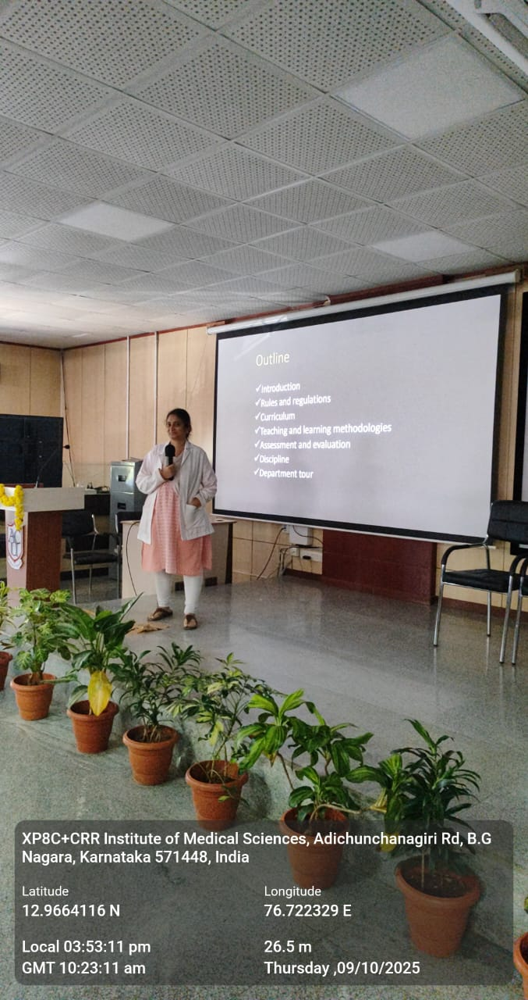 Outline
✓Introduction
✓Rules and regulations
✓Curriculum
✓Teaching and learning methodologies
✓Assessment and evaluation
✓Discipline
✓Department tour
XP8C+CRR Institute of Medical Sciences, Adichunchanagiri Rd, B.G
Nagara, Karnataka 571448, India
Latitude
12.9664116 N
Longitude
76.722329 E
Local 03:53:11 pm
GMT 10:23:11 am
26.5 m
Thursday ,09/10/2025